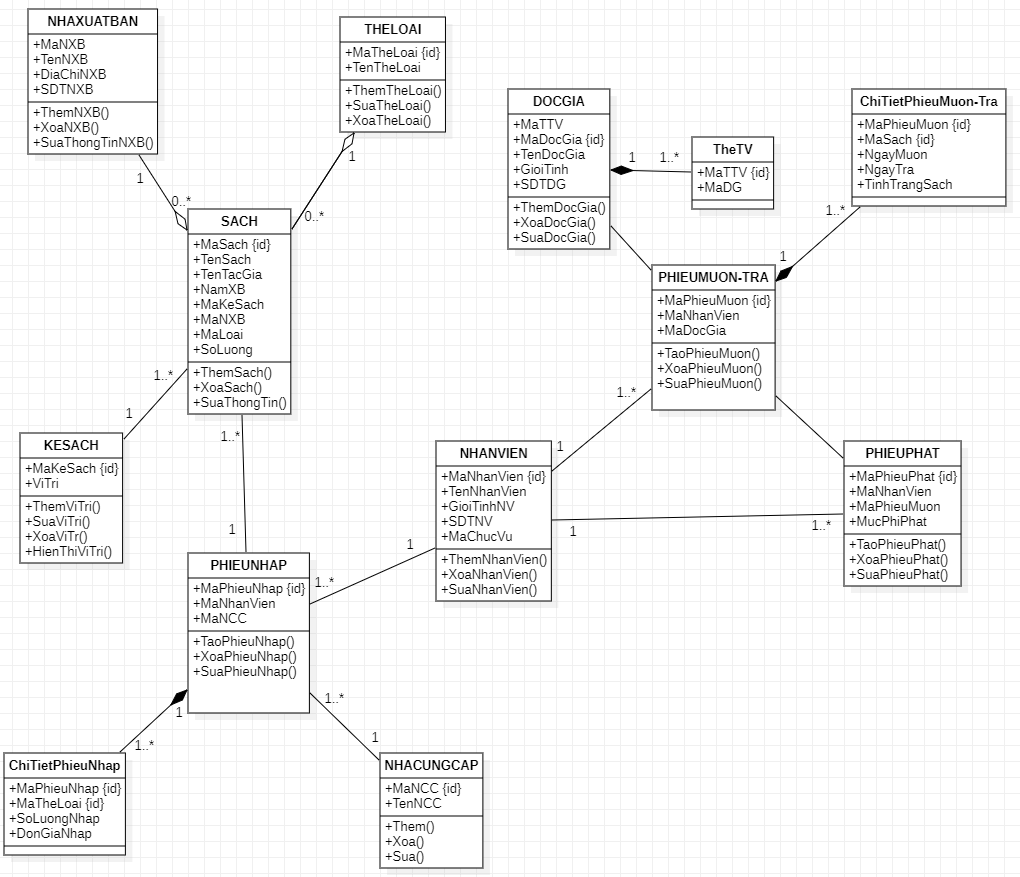 NHAXUATBAN
+MaNXB
+TenNXB
+DiaChiNXB
+SDTNXB
+ThemNXB()
+XoaNXB()
+SuaThongTinNXB()
1
0..*
THELOAI
+MaTheLoai {id}
+TenTheLoai
+ThemTheLoai()
+SuaTheLoai()
+XoaTheLoai()
1
0..*
SACH
+MaSach {id}
+TenSach
+TenTacGia
+NamXB
+MaKeSach
+MaNXB
+MaLoai
+SoLuong
+ThemSach()
+XoaSach()
+SuaThongTin()
1..*
1
1..*
1
KESACH
+MaKeSach {id}
+ViTri
+ThemViTri()
+SuaViTri()
+XoaViTr()
+HienThiViTri()
DOCGIA
+MaTTV
+MaDocGia {id}
+TenDocGia
+GioiTinh
+SDTDG
+ThemDocGia()
+XoaDocGia()
+SuaDocGia()
1
1..*
TheTV
+MaTTV {id}
+MaDG
ChiTietPhieuMuon-Tra
+MaPhieuMuon {id}
+MaSach {id}
+NgayMuon
+NgayTra
+TinhTrangSach
1..*
1
PHIEUMUON-TRA
+MaPhieuMuon {id}
+MaNhanVien
+MaDocGia
+TaoPhieuMuon()
+XoaPhieuMuon()
+SuaPhieuMuon()
1..*
1
NHANVIEN
+MaNhanVien {id}
+TenNhanVien
+GioiTinhNV
+SDTNV
+MaChucVu
+ThemNhanVien()
+XoaNhanVien()
+SuaNhanVien()
1
1..*
PHIEUPHAT
+MaPhieuPhat {id}
+MaNhanVien
+MaPhieuMuon
+MucPhiPhat
+TaoPhieuPhat()
+XoaPhieuPhat()
+SuaPhieuPhat()
1
1..*
PHIEUNHAP
+MaPhieuNhap {id}
+MaNhanVien
+MaNCC
+TaoPhieuNhap()
+XoaPhieuNhap()
+SuaPhieuNhap()
1
1..*
1..*
1
ChiTietPhieuNhap
+MaPhieuNhap {id}
+MaTheLoai {id}
+SoLuongNhap
+DonGiaNhap
NHACUNGCAP
+MaNCC {id}
+TenNCC
+Them()
+Xoa()
+Sua()